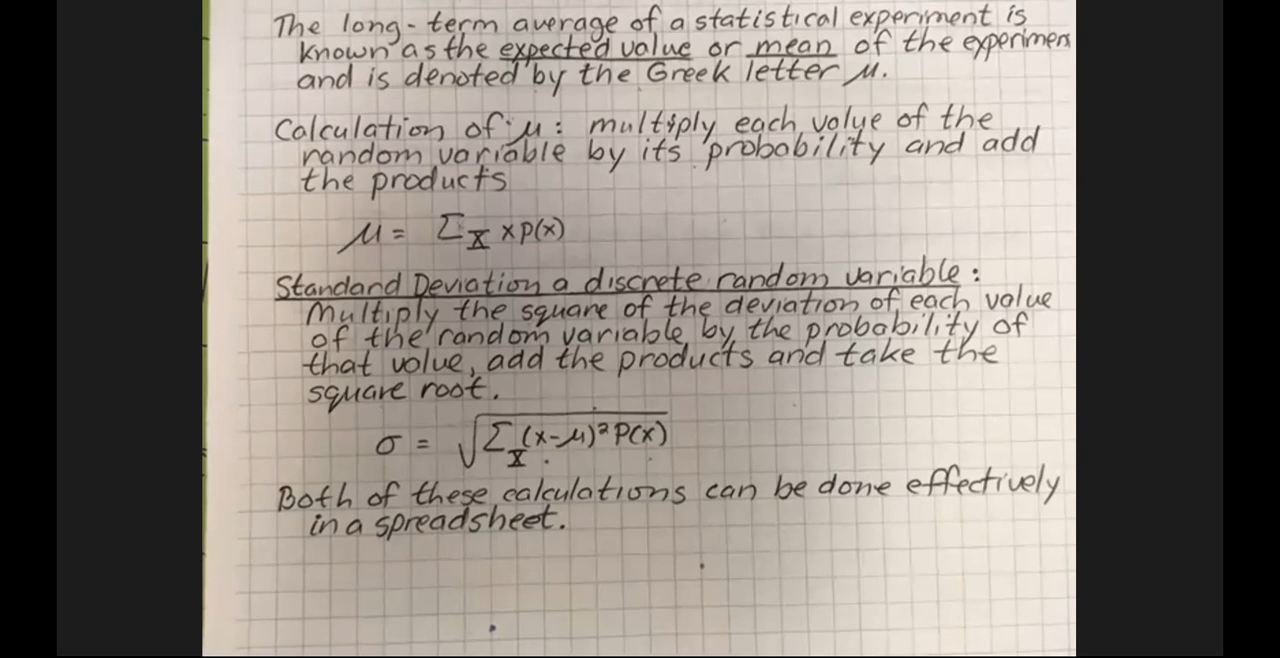 The long-term average of a statistical experiment is
known as the expected value or mean of the experimen
and is denoted by the Greek letter μ.
Calculation of μ: multiply each value of the
random variable by its probability and add
the products
μ = Σ_X x P(x)
Standard Deviation a discrete random variable:
Multiply the square of the deviation of each value
of the random variable by the probability of
that value, add the products and take the
square root.
σ = √Σ_X (x-μ)² P(x)
Both of these calculations can be done effectively
in a spreadsheet.